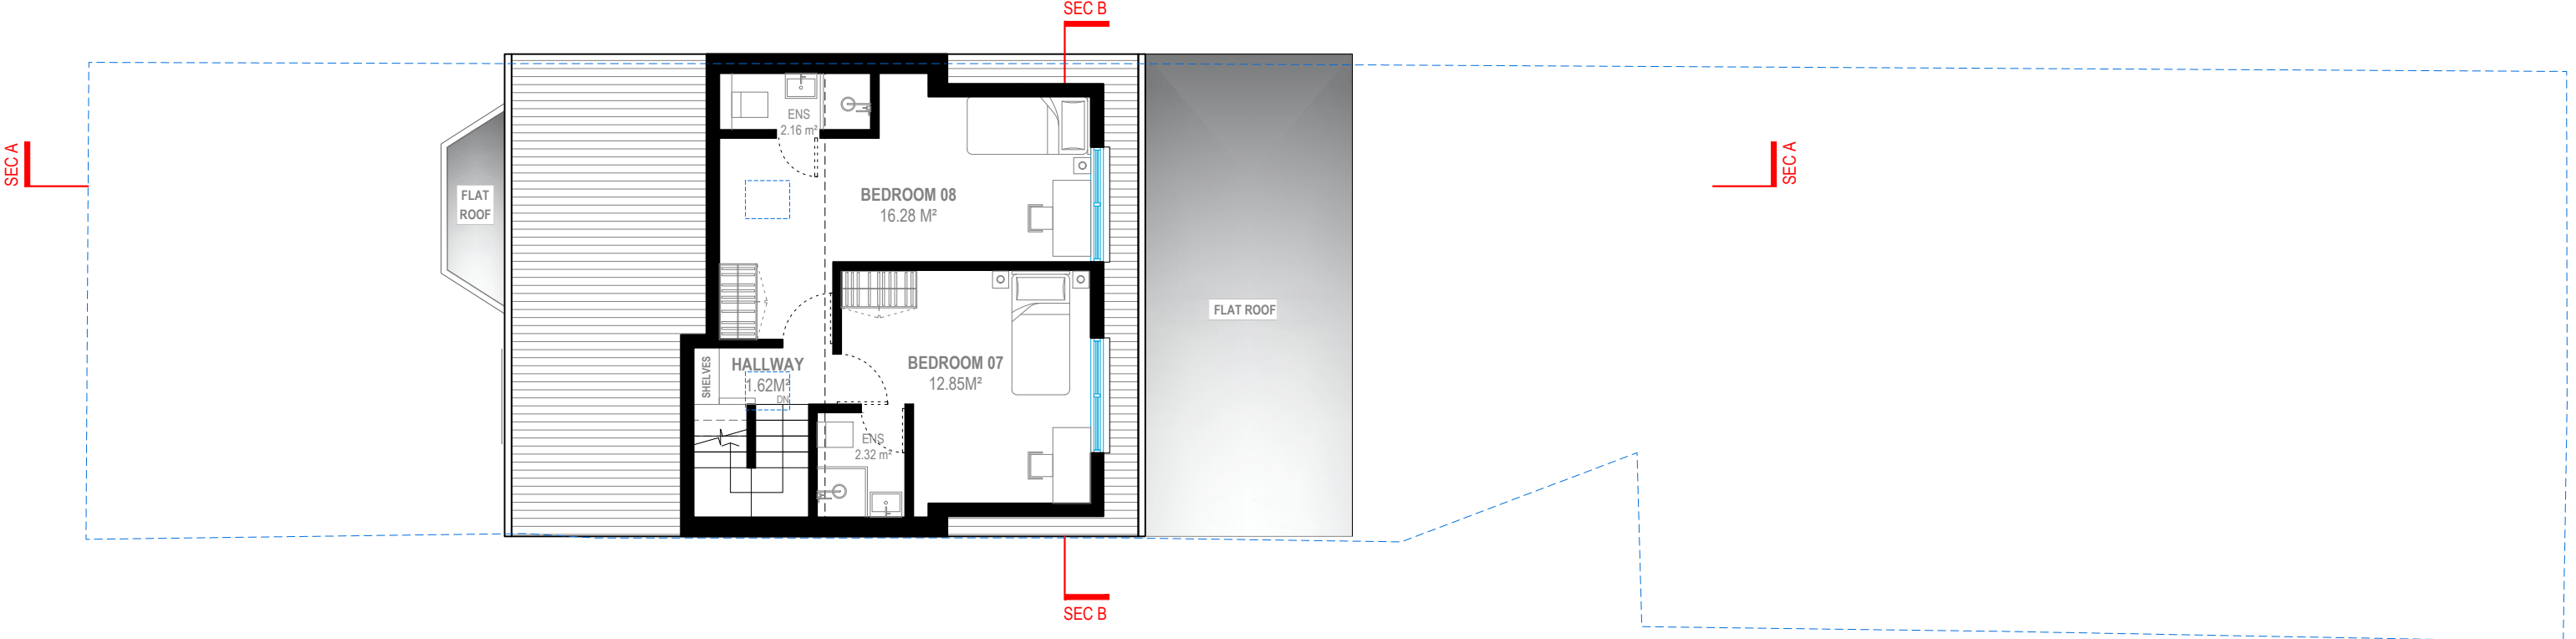 SEC B
SEC A
FLAT
ROOF
ENS
2.16 m²
BEDROOM 08
16.28 M²
SEC A
FLAT ROOF
SHELVES
HALLWAY
1.62M²
DN
BEDROOM 07
12.85M²
ENS
2.32 m²
SEC B